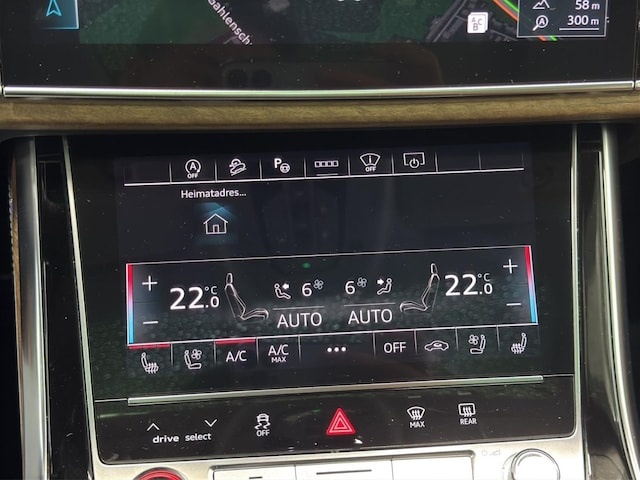 ahlensch
A C
B
58 m
300 m
A
OFF
P
OFF
Heimatadres...
22.0 °C
6
6
22.0 °C
AUTO
AUTO
A/C
A/C MAX
OFF
drive select
OFF
MAX
REAR